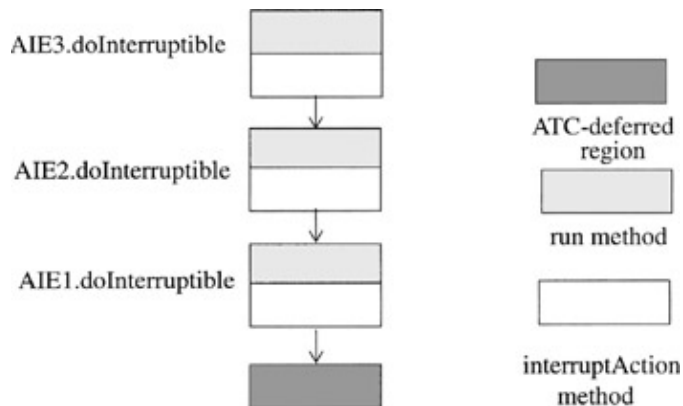 AIE3.doInterruptible
AIE2.doInterruptible
AIE1.doInterruptible
ATC-deferred
region
run method
interruptAction
method